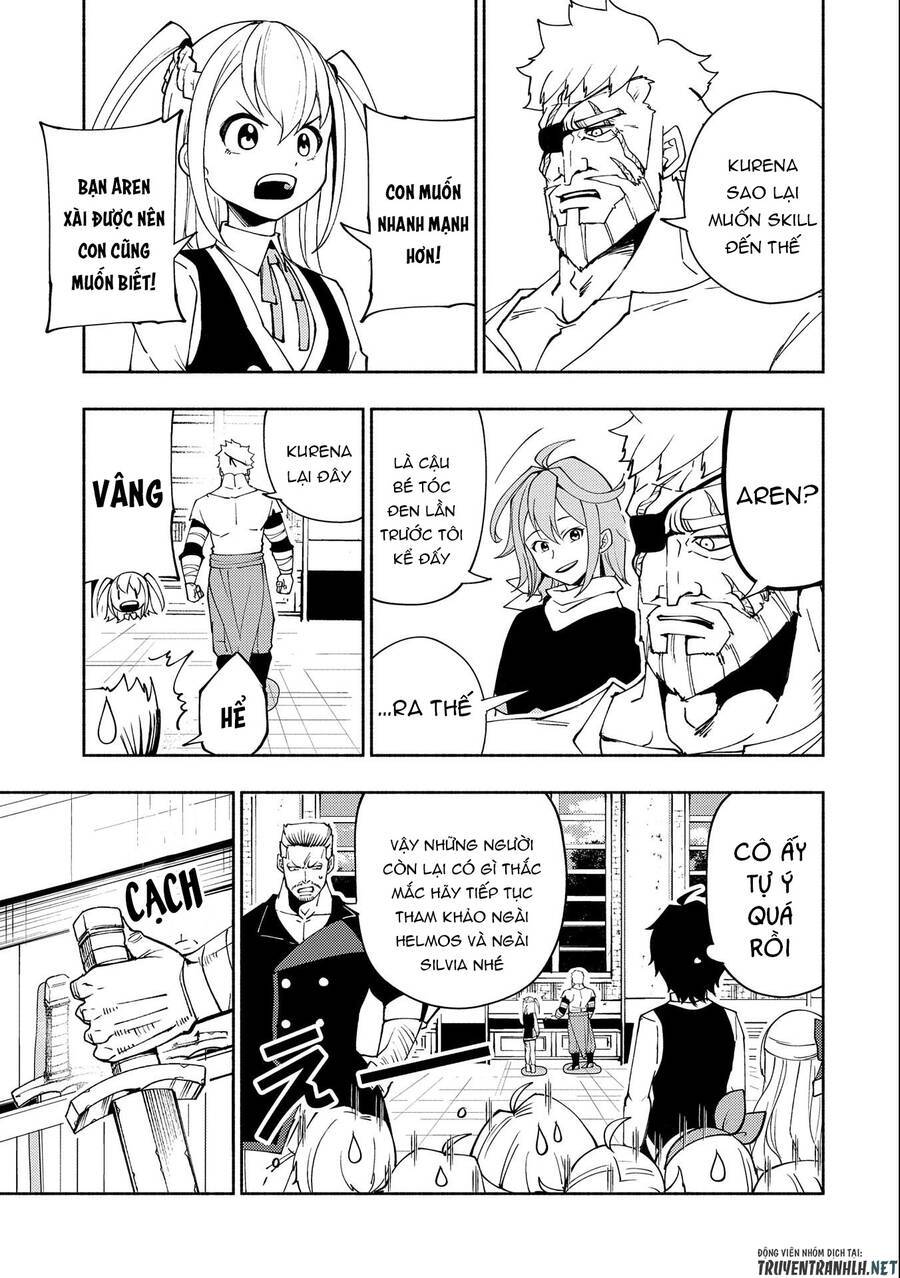 KURENA
SAO LẠI
MUỐN SKILL
ĐẾN THẾ
CON MUỐN
NHANH MẠNH
HƠN!
BẠN AREN
XÀI ĐƯỢC NÊN
CON CŨNG
MUỐN BIẾT!
AREN?
LÀ CẬU
BÉ TÓC
ĐEN LẦN
TRƯỚC TÔI
KỂ ĐẤY
...RA THẾ
KURENA
LẠI ĐÂY
VÂNG
HỂ
CÔ ẤY
TỰ Ý
QUÁ
RỒI
VẬY NHỮNG NGƯỜI
CÒN LẠI CÓ GÌ THẮC
MẮC HÃY TIẾP TỤC
THAM KHẢO NGÀI
HELMOS VÀ NGÀI
SILVIA NHÉ
えー
CẠCH
ĐỘNG VIÊN NHÓM DỊCH TẠI:
TRUYENTRANHLH.NET